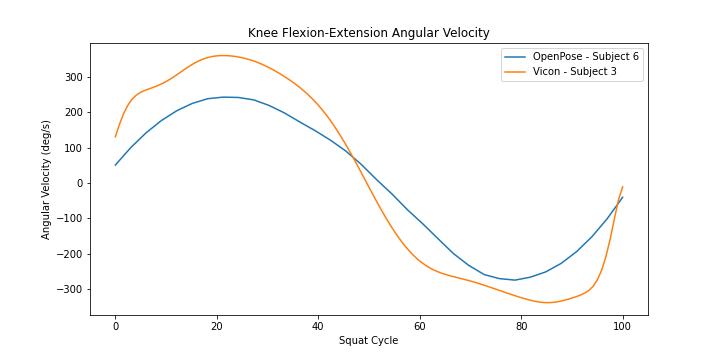 Knee Flexion-Extension Angular Velocity
OpenPose - Subject 6
Vicon - Subject 3
Angular Velocity (deg/s)
300
200
100
0
−100
−200
−300
0 20 40 60 80 100
Squat Cycle